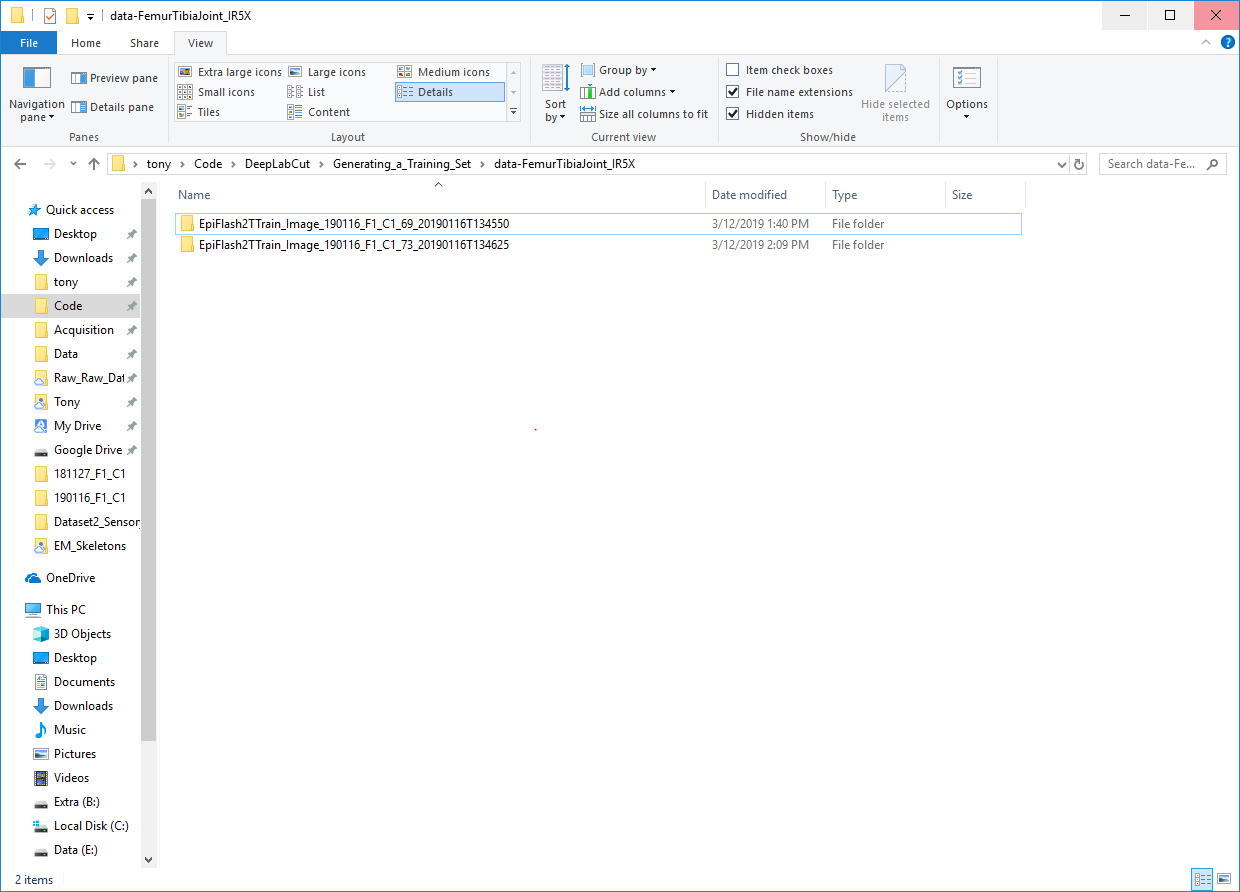 data-FemurTibiaJoint_IR5X
File Home Share View
Navigation pane
Preview pane
Details pane
Panes
Extra large icons Large icons Medium icons
Small icons List Details
Tiles Content
Layout
Sort by
Group by
Add columns
Size all columns to fit
Current view
Item check boxes
File name extensions
Hidden items
Hide selected items
Show/hide
Options
tony Code DeepLabCut Generating_a_Training_Set data-FemurTibiaJoint_IR5X
Search data-Fe...
Quick access
Desktop
Downloads
tony
Code
Acquisition
Data
Raw_Raw_Dat
Tony
My Drive
Google Drive
181127_F1_C1
190116_F1_C1
Dataset2_Sensor
EM_Skeletons
OneDrive
This PC
3D Objects
Desktop
Documents
Downloads
Music
Pictures
Videos
Extra (B:)
Local Disk (C:)
Data (E:)
Name Date modified Type Size
EpiFlash2TTrain_Image_190116_F1_C1_69_20190116T134550 3/12/2019 1:40 PM File folder
EpiFlash2TTrain_Image_190116_F1_C1_73_20190116T134625 3/12/2019 2:09 PM File folder
2 items